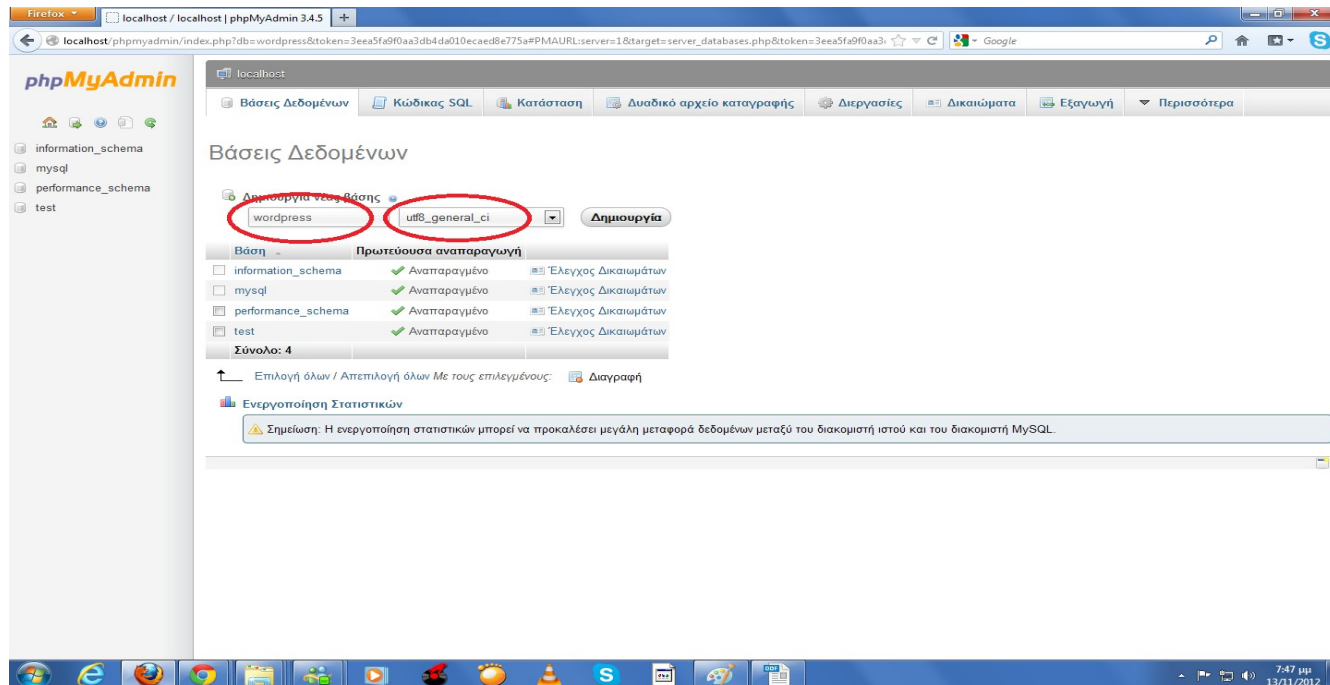 Firefox
localhost / localhost | phpMyAdmin 3.4.5
localhost/phpmyadmin/index.php?db=wordpress&token=3eea5fa9f0aa3db4da010ecaed8e775a#PMAURL:server=1&target=server_databases.php&token=3eea5fa9f0aa3
Google
phpMyAdmin
information_schema
mysql
performance_schema
test
localhost
Βάσεις Δεδομένων Κώδικας SQL Κατάσταση Δυαδικό αρχείο καταγραφής Διεργασίες Δικαιώματα Εξαγωγή Περισσότερα
Βάσεις Δεδομένων
Δημιουργία νέας βάσης
wordpress utf8_general_ci Δημιουργία
Βάση Πρωτεύουσα αναπαραγωγή
information_schema Αναπαραγμένο Έλεγχος Δικαιωμάτων
mysql Αναπαραγμένο Έλεγχος Δικαιωμάτων
performance_schema Αναπαραγμένο Έλεγχος Δικαιωμάτων
test Αναπαραγμένο Έλεγχος Δικαιωμάτων
Σύνολο: 4
Επιλογή όλων / Απεπιλογή όλων Με τους επιλεγμένους: Διαγραφή
Ενεργοποίηση Στατιστικών
Σημείωση: Η ενεργοποίηση στατιστικών μπορεί να προκαλέσει μεγάλη μεταφορά δεδομένων μεταξύ του διακομιστή ιστού και του διακομιστή MySQL.
7:47 μμ
13/11/2012